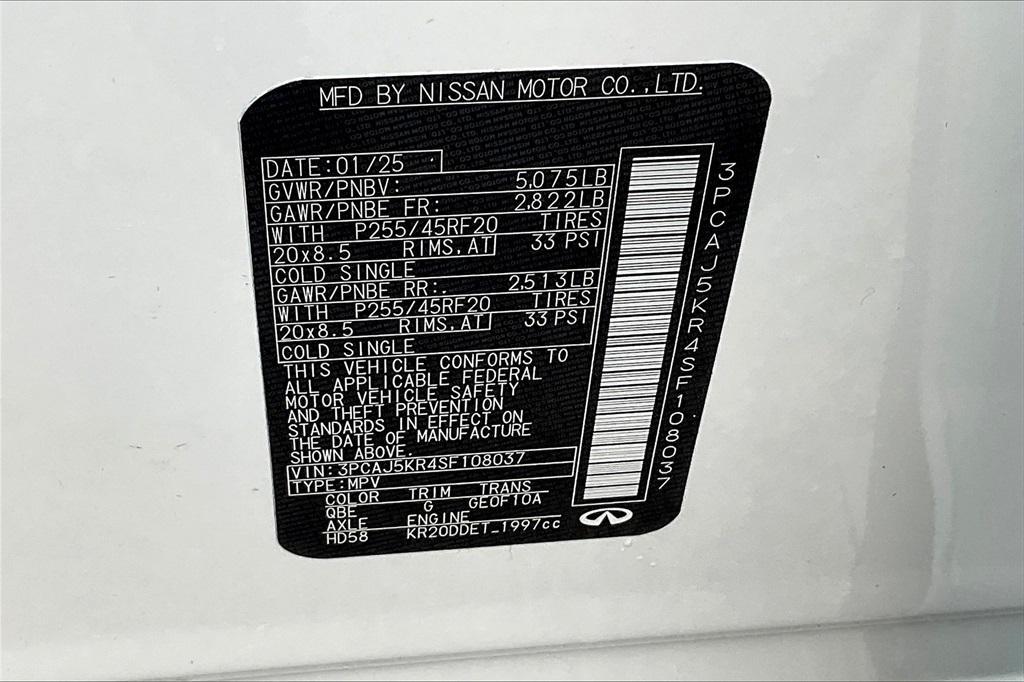 MFD BY NISSAN MOTOR CO.,LTD.
DATE:01/25
GVWR/PNBV: 5,075LB
GAWR/PNBE FR: 2,822LB
WITH P255/45RF20 TIRES
20x8.5 RIMS,AT 33 PSI
COLD SINGLE
GAWR/PNBE RR: 2,513LB
WITH P255/45RF20 TIRES
20x8.5 RIMS,AT 33 PSI
COLD SINGLE
THIS VEHICLE CONFORMS TO
ALL APPLICABLE FEDERAL
MOTOR VEHICLE SAFETY
AND THEFT PREVENTION
STANDARDS IN EFFECT ON
THE DATE OF MANUFACTURE
SHOWN ABOVE.
VIN:3PCAJ5KR4SF108037
TYPE:MPV
COLOR TRIM TRANS
QBE G GE0F10A
AXLE ENGINE
HD58 KR20DDET_1997cc
3PCAJ5KR4SF108037